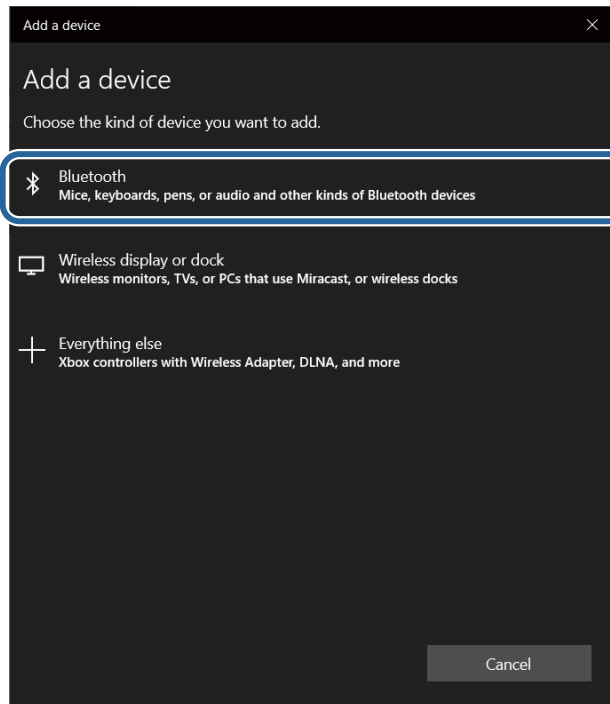 Add a device
Add a device
Choose the kind of device you want to add.
Bluetooth
Mice, keyboards, pens, or audio and other kinds of Bluetooth devices
Wireless display or dock
Wireless monitors, TVs, or PCs that use Miracast, or wireless docks
Everything else
Xbox controllers with Wireless Adapter, DLNA, and more
Cancel